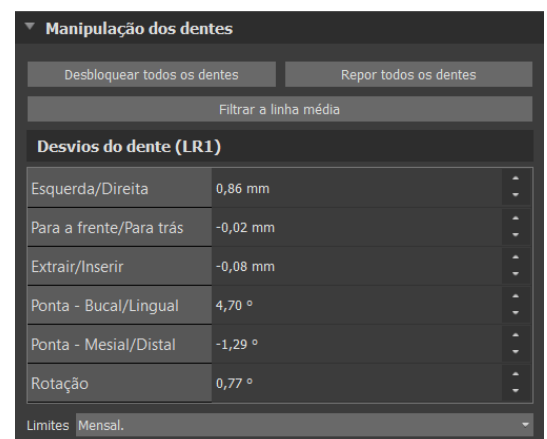 Manipulação dos dentes
Desbloquear todos os dentes Repor todos os dentes
Filtrar a linha média
Desvios do dente (LR1)
Esquerda/Direita 0,86 mm
Para a frente/Para trás -0,02 mm
Extrair/Inserir -0,08 mm
Ponta - Bucal/Lingual 4,70 º
Ponta - Mesial/Distal -1,29 º
Rotação 0,77 º
Limites Mensal.